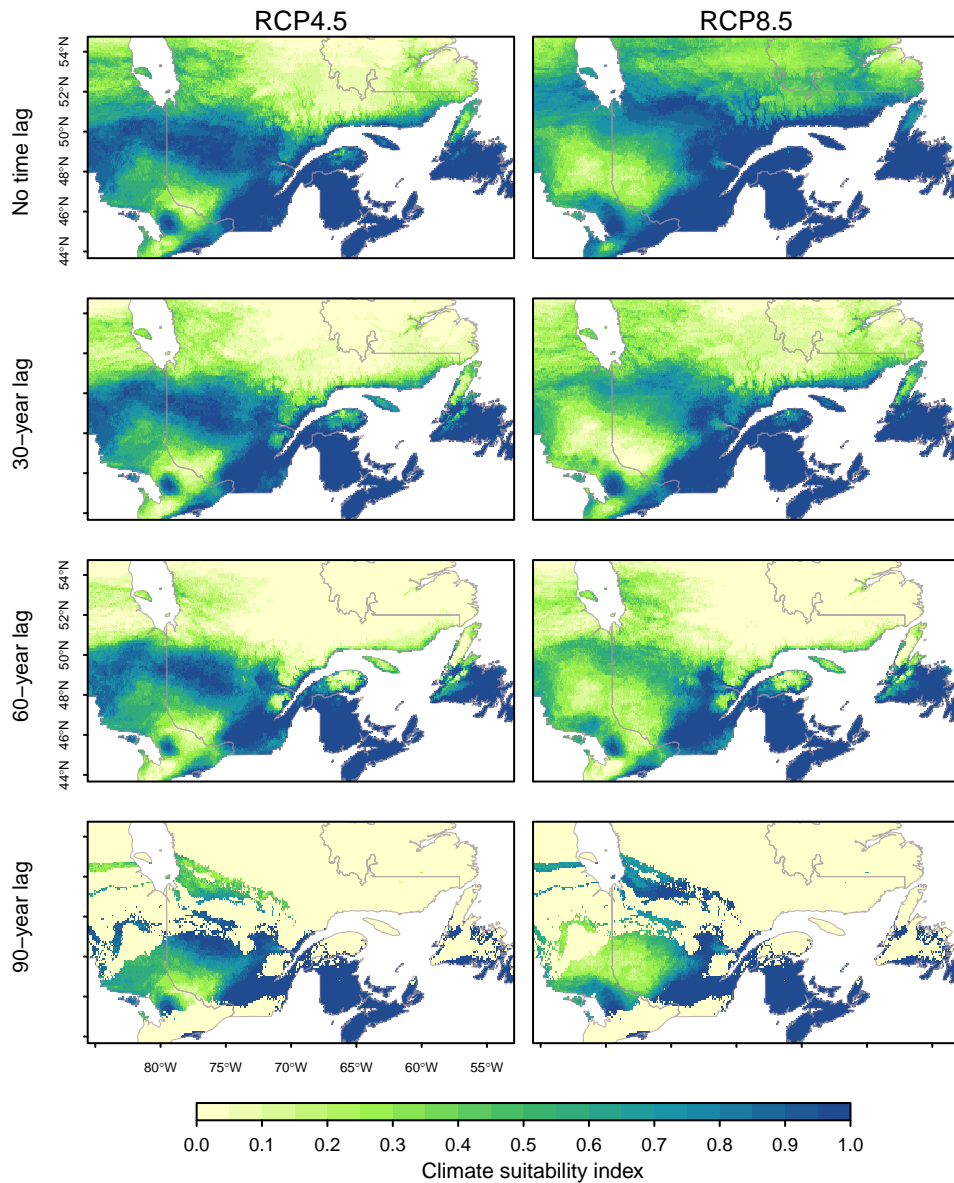 RCP4.5 RCP8.5
No time lag
54°N
52°N
50°N
48°N
46°N
44°N
30−year lag
60−year lag
54°N
52°N
50°N
48°N
46°N
44°N
90−year lag
80°W 75°W 70°W 65°W 60°W 55°W
0.0 0.1 0.2 0.3 0.4 0.5 0.6 0.7 0.8 0.9 1.0
Climate suitability index